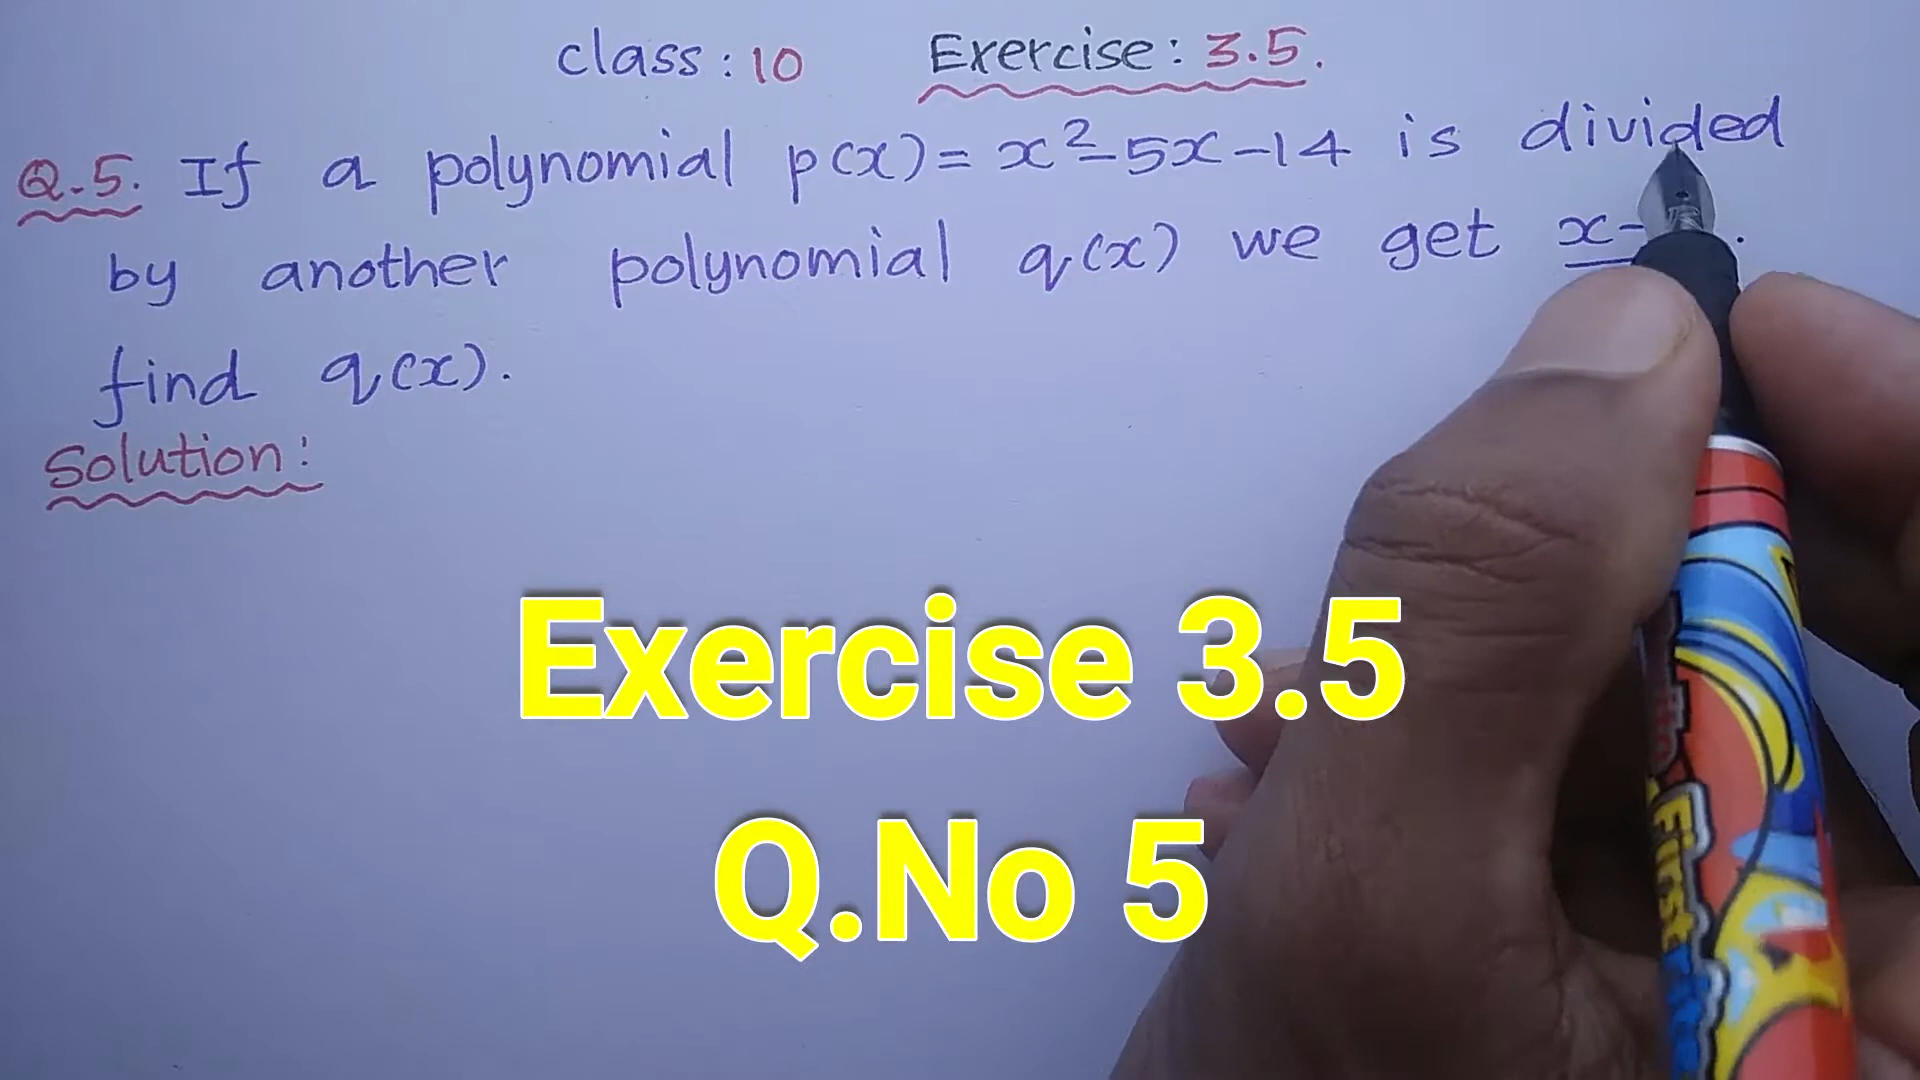 class: 10 Exercise: 3.5.
Q.5. If a polynomial p(x)= x²-5x-14 is divided
by another polynomial q(x) we get
find q(x).
Solution:
Exercise 3.5
Q.No 5
First